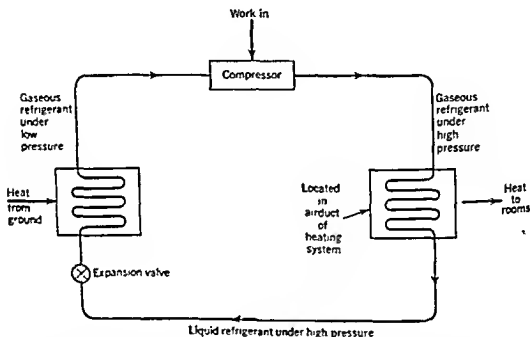 Work in
Compressor
Gaseous
refrigerant
under
low
pressure
Gaseous
refrigerant
under
high
pressure
Heat
from
ground
Located
in
airduct
of
heating
system
Heat
to
rooms
Expansion valve
Liquid refrigerant under high pressure